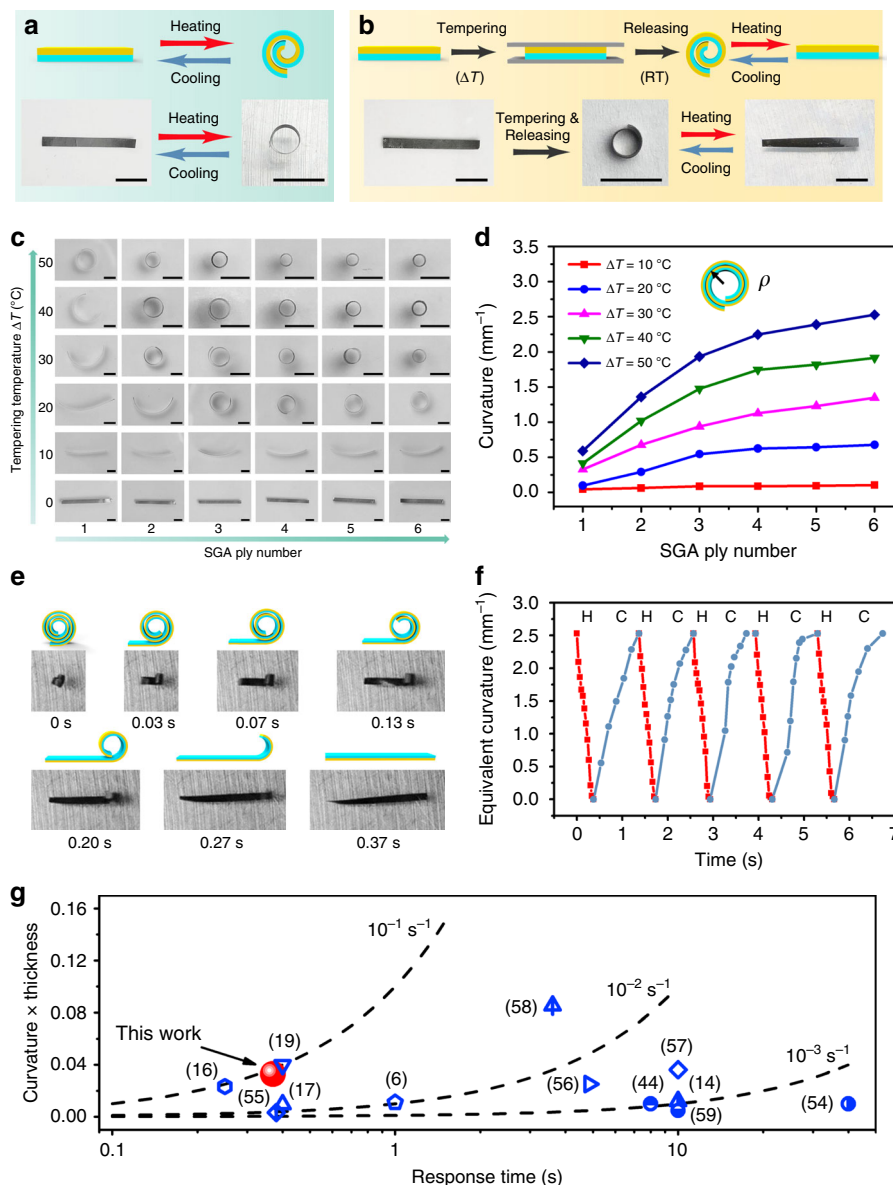 a
Heating
Cooling
Heating
Cooling
b
Tempering
(ΔT)
Releasing
(RT)
Heating
Cooling
Tempering &
Releasing
Heating
Cooling
c
Tempering temperature ΔT (°C)
50
40
30
20
10
0
1 2 3 4 5 6
SGA ply number
d
Curvature (mm⁻¹)
3.5
3.0
2.5
2.0
1.5
1.0
0.5
0.0
ΔT = 10 °C
ΔT = 20 °C
ΔT = 30 °C
ΔT = 40 °C
ΔT = 50 °C
ρ
1 2 3 4 5 6
SGA ply number
e
0 s 0.03 s 0.07 s 0.13 s
0.20 s 0.27 s 0.37 s
f
Equivalent curvature (mm⁻¹)
3.0
2.5
2.0
1.5
1.0
0.5
0.0
H C H C H C H C H C
0 1 2 3 4 5 6 7
Time (s)
g
Curvature × thickness
0.16
0.12
0.08
0.04
0.00
10⁻¹ s⁻¹
10⁻² s⁻¹
10⁻³ s⁻¹
This work
(16)
(19)
(55)
(17)
(6)
(58)
(56)
(57)
(44)
(14)
(59)
(54)
0.1 1 10
Response time (s)